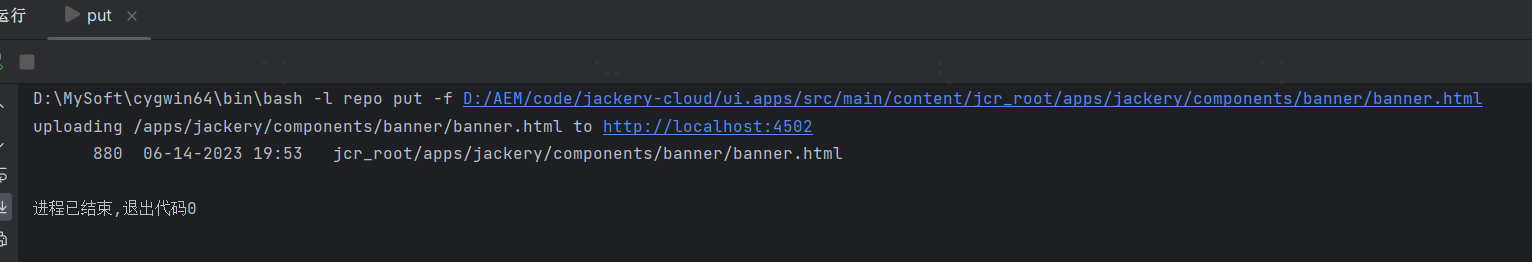 运行
put
D:\MySoft\cygwin64\bin\bash -l repo put -f D:/AEM/code/jackery-cloud/ui.apps/src/main/content/jcr_root/apps/jackery/components/banner/banner.html
uploading /apps/jackery/components/banner/banner.html to http://localhost:4502
880  06-14-2023 19:53   jcr_root/apps/jackery/components/banner/banner.html
进程已结束,退出代码0